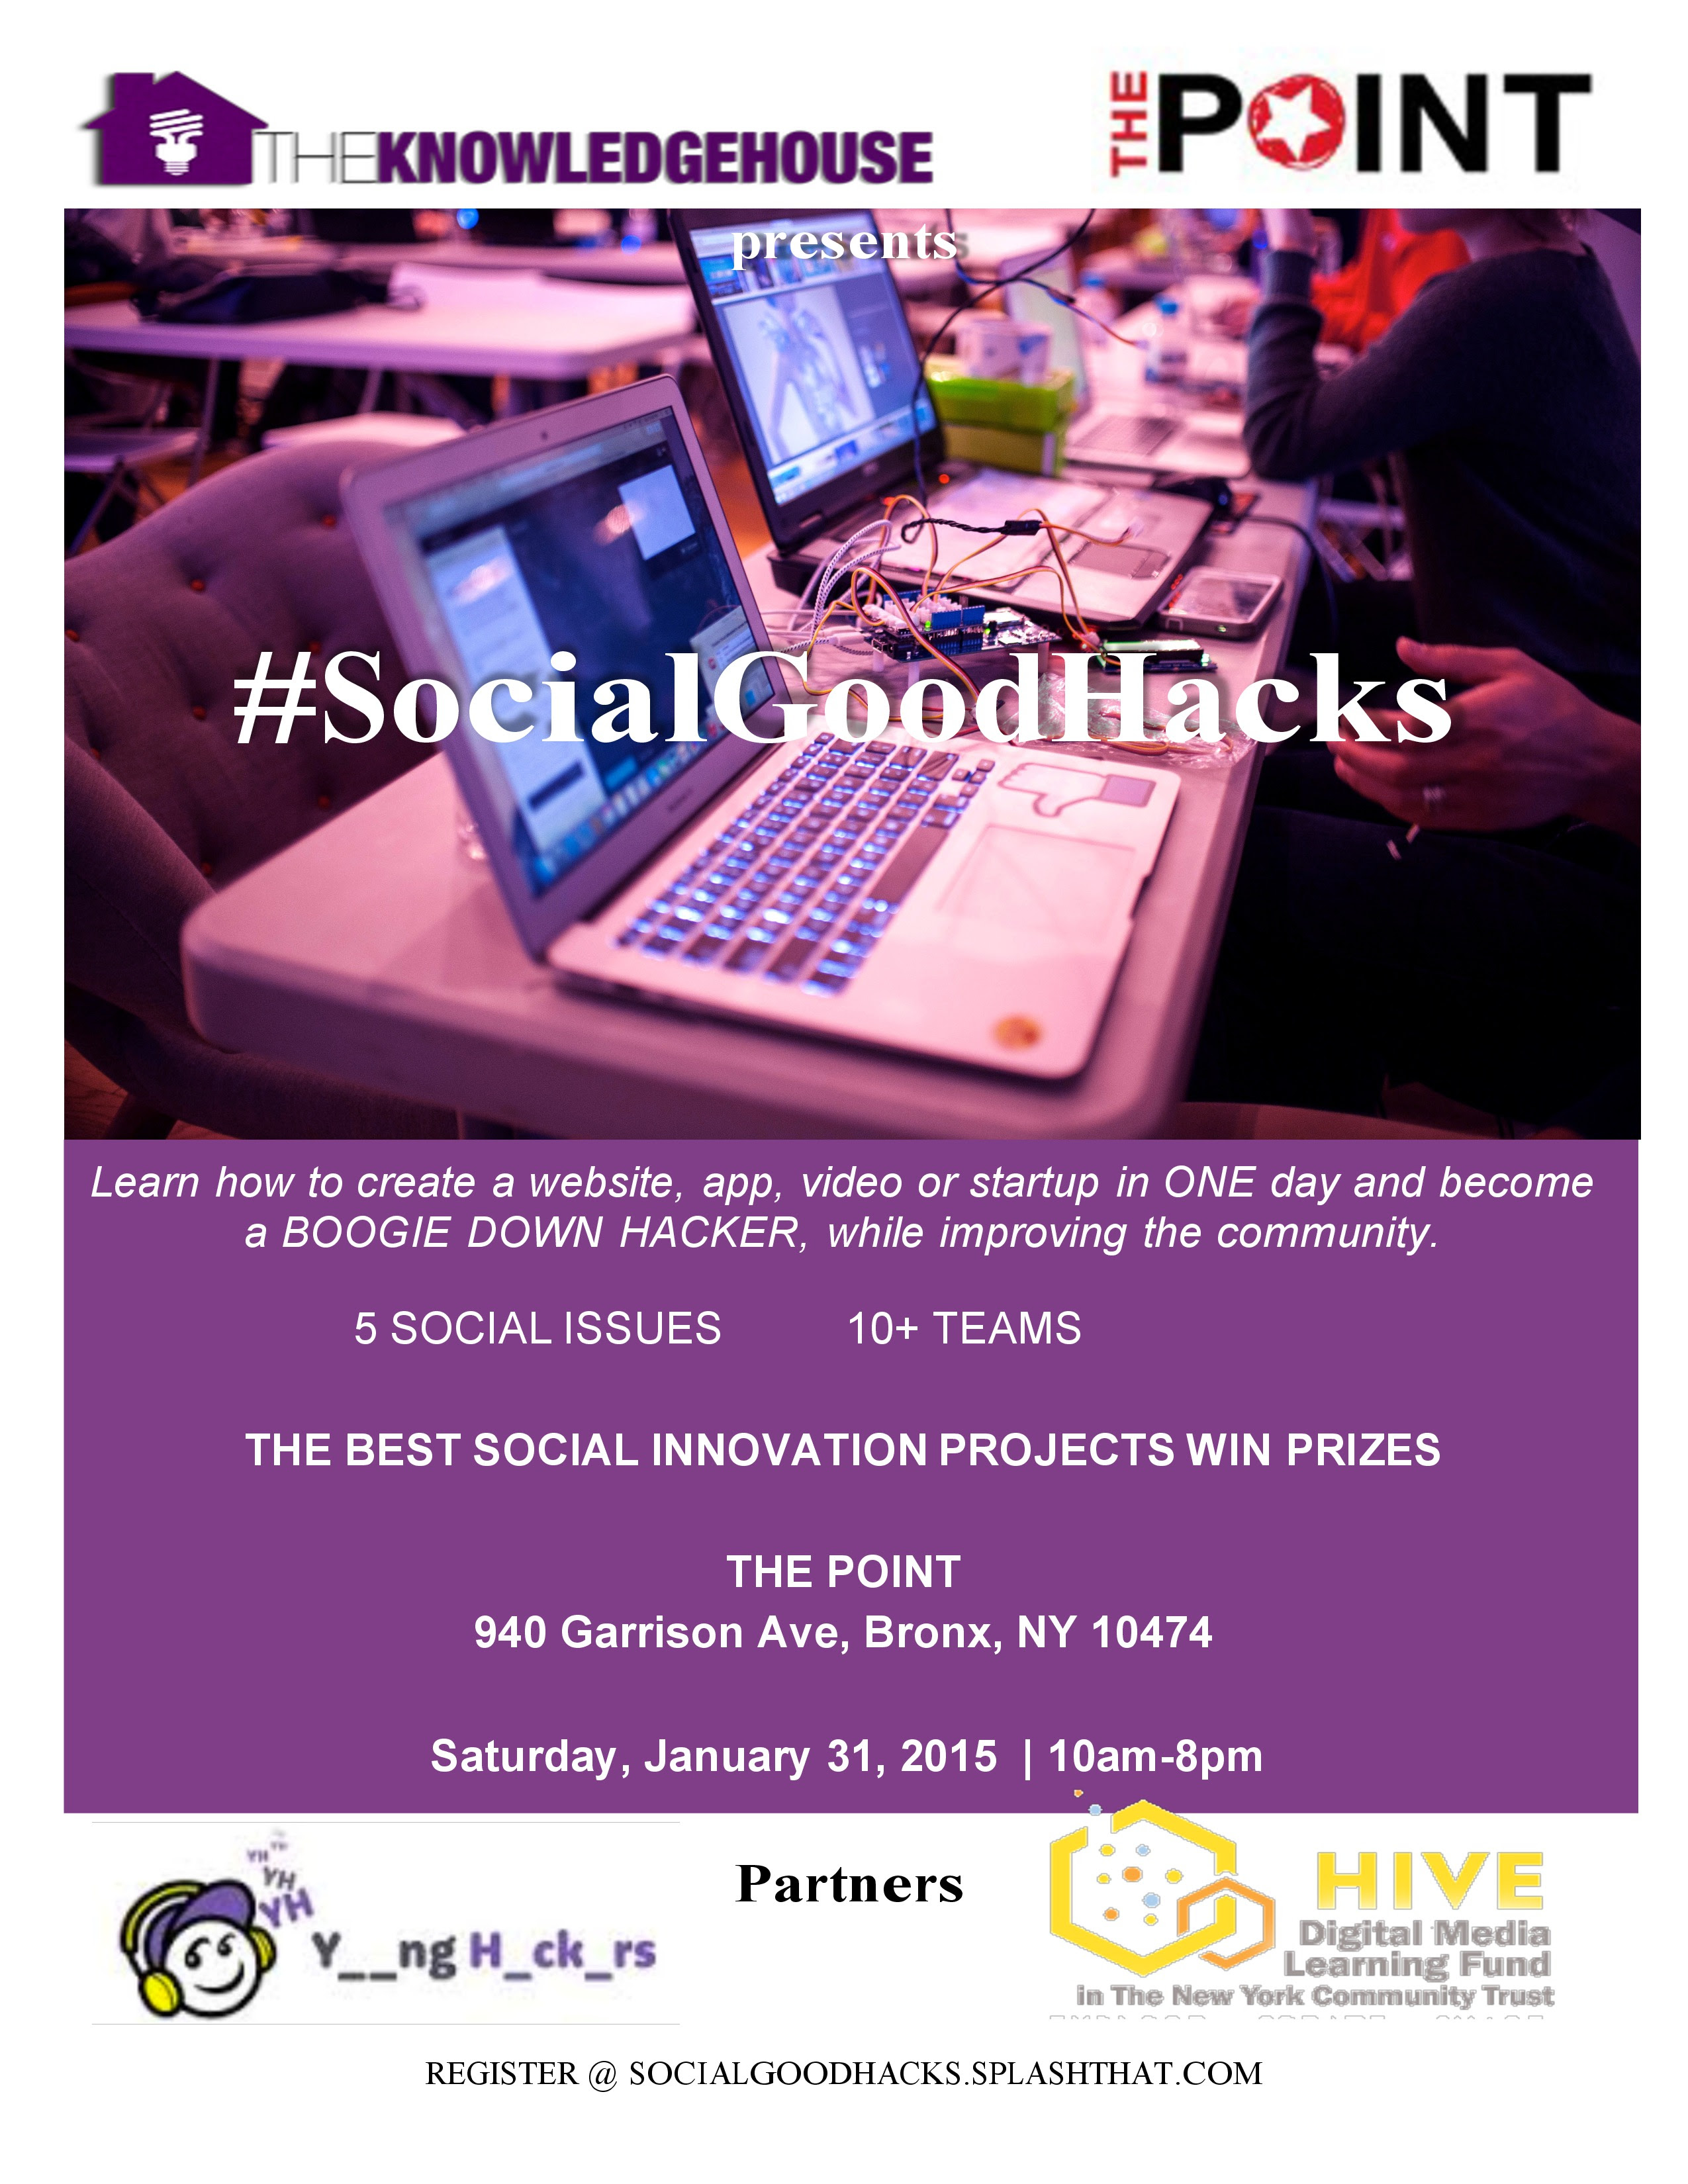 THEKNOWLEDGEHOUSE
THE POINT
presents
#SocialGoodHacks
Learn how to create a website, app, video or startup in ONE day and become
a BOOGIE DOWN HACKER, while improving the community.
5 SOCIAL ISSUES 10+ TEAMS
THE BEST SOCIAL INNOVATION PROJECTS WIN PRIZES
THE POINT
940 Garrison Ave, Bronx, NY 10474
Saturday, January 31, 2015 | 10am-8pm
YH
YH
YH
Y__ng H_ck_rs
Partners
HIVE
Digital Media
Learning Fund
in The New York Community Trust
REGISTER @ SOCIALGOODHACKS.SPLASHTHAT.COM